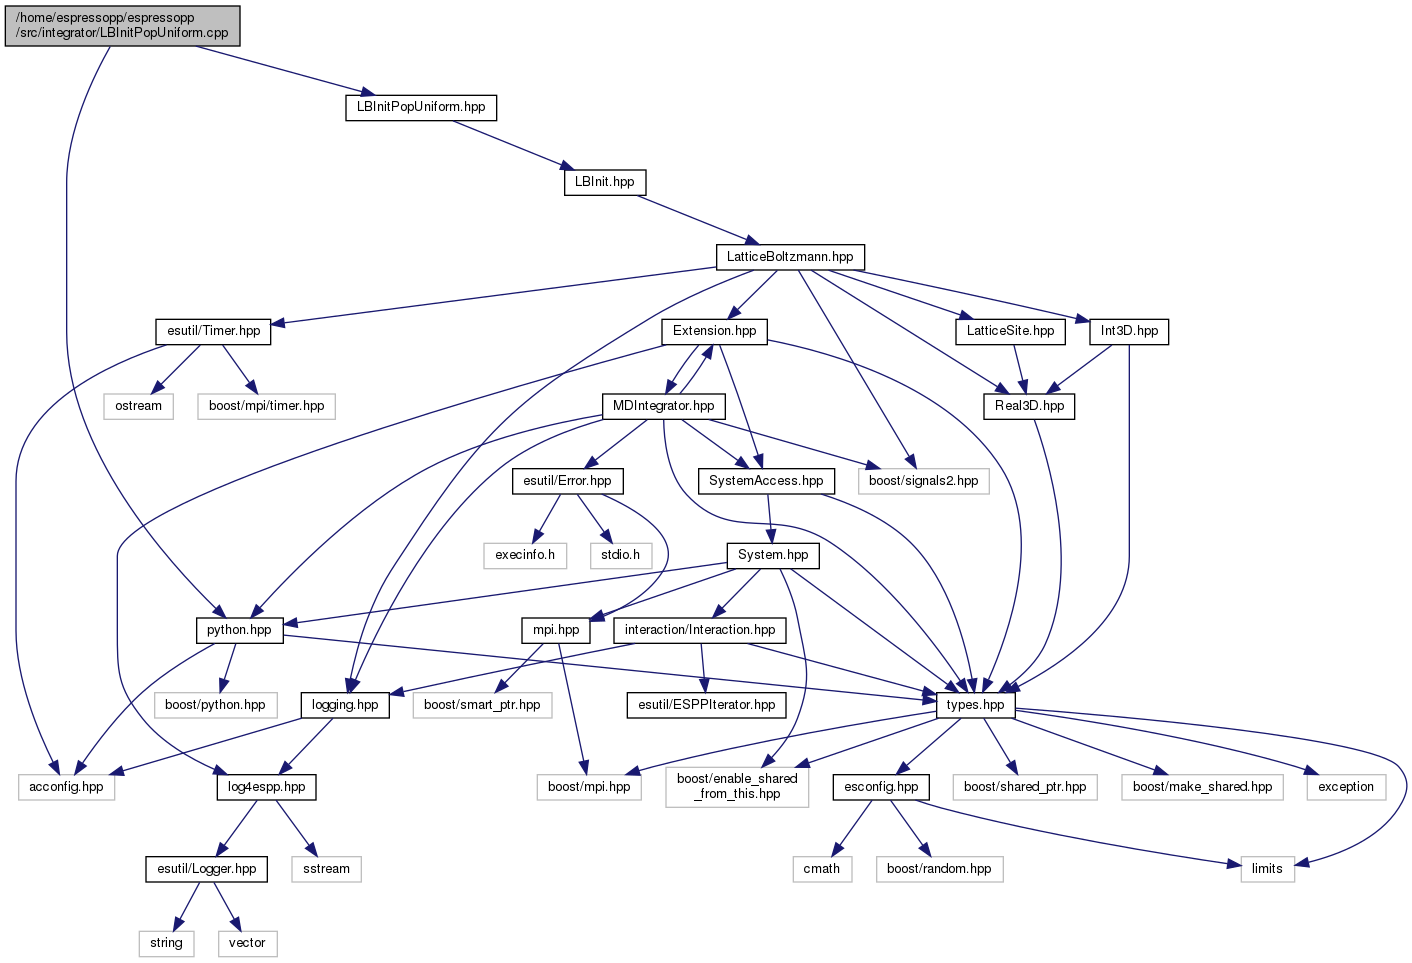 /home/espressopp/espressopp
/src/integrator/LBInitPopUniform.cpp
LBInitPopUniform.hpp
LBInit.hpp
LatticeBoltzmann.hpp
esutil/Timer.hpp
Extension.hpp
LatticeSite.hpp
Int3D.hpp
ostream
boost/mpi/timer.hpp
MDIntegrator.hpp
Real3D.hpp
esutil/Error.hpp
SystemAccess.hpp
boost/signals2.hpp
execinfo.h
stdio.h
System.hpp
python.hpp
mpi.hpp
interaction/Interaction.hpp
boost/python.hpp
logging.hpp
boost/smart_ptr.hpp
esutil/ESPPIterator.hpp
types.hpp
acconfig.hpp
log4espp.hpp
boost/mpi.hpp
boost/enable_shared
_from_this.hpp
esconfig.hpp
boost/shared_ptr.hpp
boost/make_shared.hpp
exception
esutil/Logger.hpp
sstream
cmath
boost/random.hpp
limits
string
vector